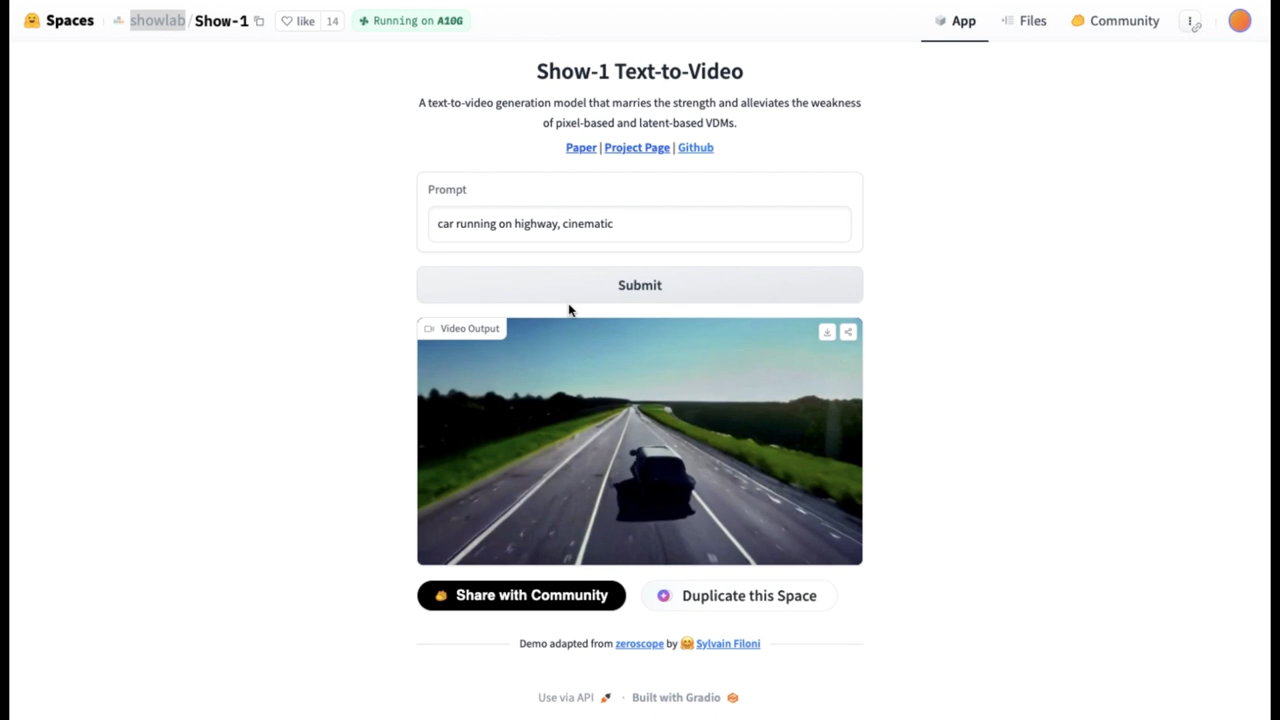 Spaces showlab / Show-1 like 14 Running on A10G App Files Community
Show-1 Text-to-Video
A text-to-video generation model that marries the strength and alleviates the weakness
of pixel-based and latent-based VDMs.
Paper | Project Page | Github
Prompt
car running on highway, cinematic
Submit
Video Output
Share with Community Duplicate this Space
Demo adapted from zeroscope by 🤗 Sylvain Filoni
Use via API 🚀 · Built with Gradio